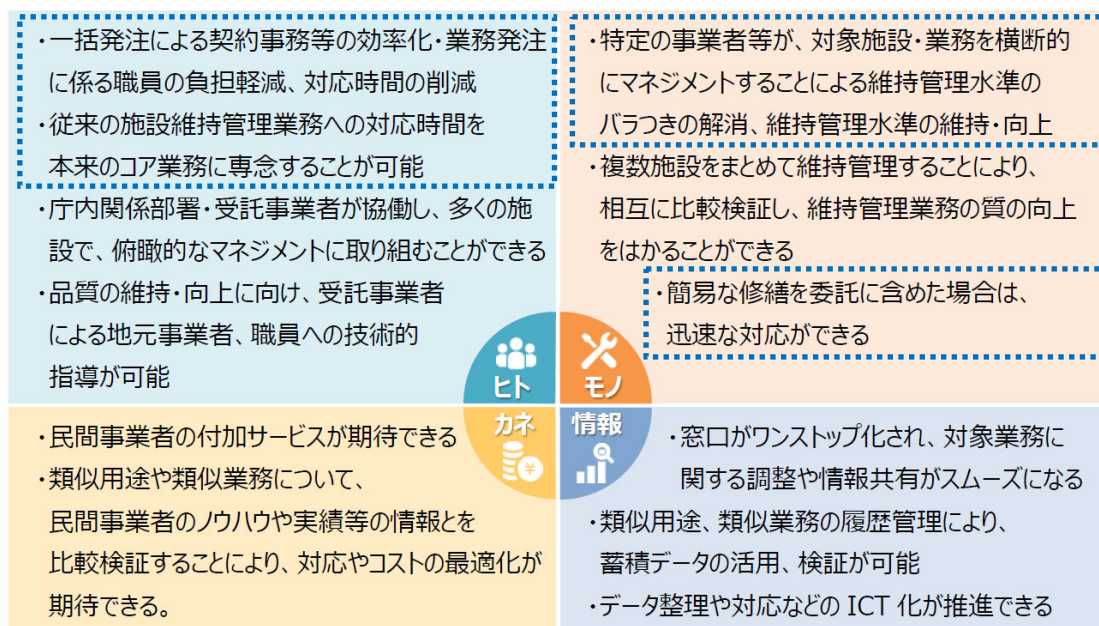 ・一括発注による契約事務等の効率化・業務発注
に係る職員の負担軽減、対応時間の削減
・従来の施設維持管理業務への対応時間を
本来のコア業務に専念することが可能
・庁内関係部署・受託事業者が協働し、多くの施
設で、俯瞰的なマネジメントに取り組むことができる
・品質の維持・向上に向け、受託事業者
による地元事業者、職員への技術的
指導が可能
ヒト
・特定の事業者等が、対象施設・業務を横断的
にマネジメントすることによる維持管理水準の
バラつきの解消、維持管理水準の維持・向上
・複数施設をまとめて維持管理することにより、
相互に比較検証し、維持管理業務の質の向上
をはかることができる
・簡易な修繕を委託に含めた場合は、
迅速な対応ができる
モノ
カネ
・民間事業者の付加サービスが期待できる
・類似用途や類似業務について、
民間事業者のノウハウや実績等の情報とを
比較検証することにより、対応やコストの最適化が
期待できる。
情報
・窓口がワンストップ化され、対象業務に
関する調整や情報共有がスムーズになる
・類似用途、類似業務の履歴管理により、
蓄積データの活用、検証が可能
・データ整理や対応などの ICT 化が推進できる